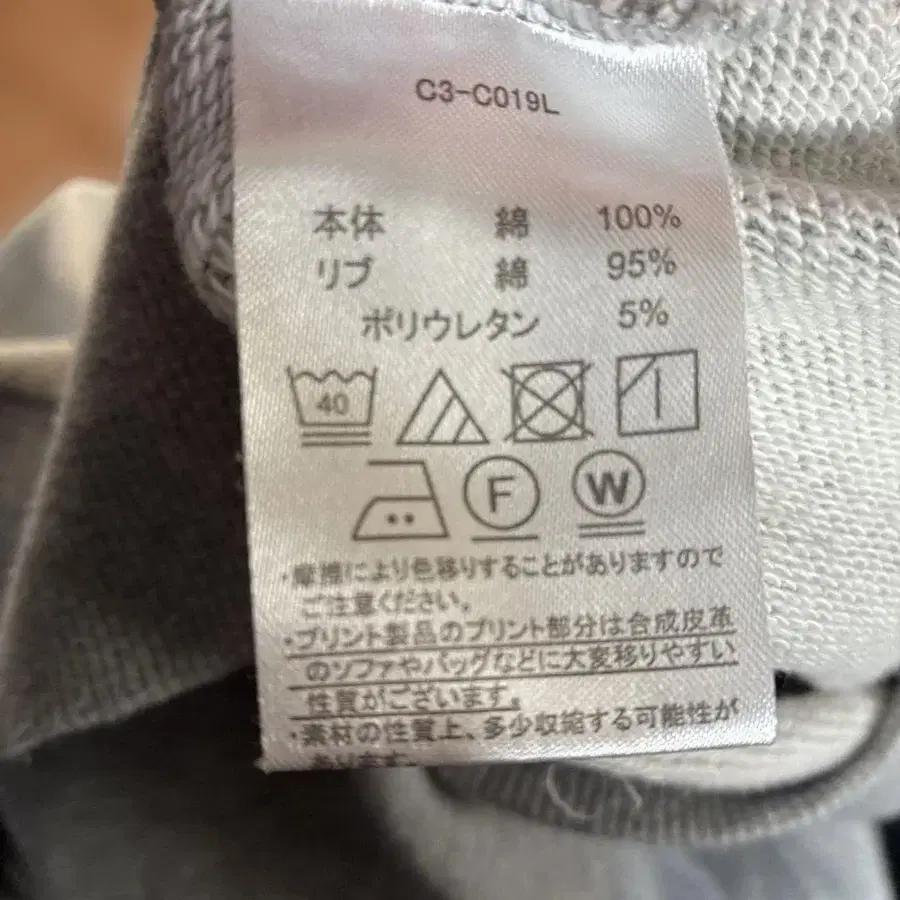 C3-C019L
本体 綿 100%
リブ 綿 95%
ポリウレタン 5%
40
F W
・摩擦により色移りすることがありますので
ご注意ください。
・プリント製品のプリント部分は合成皮革
のソファやバッグなどに大変移りやすい
性質がございます。
・素材の性質上、多少収縮する可能性が
あります。